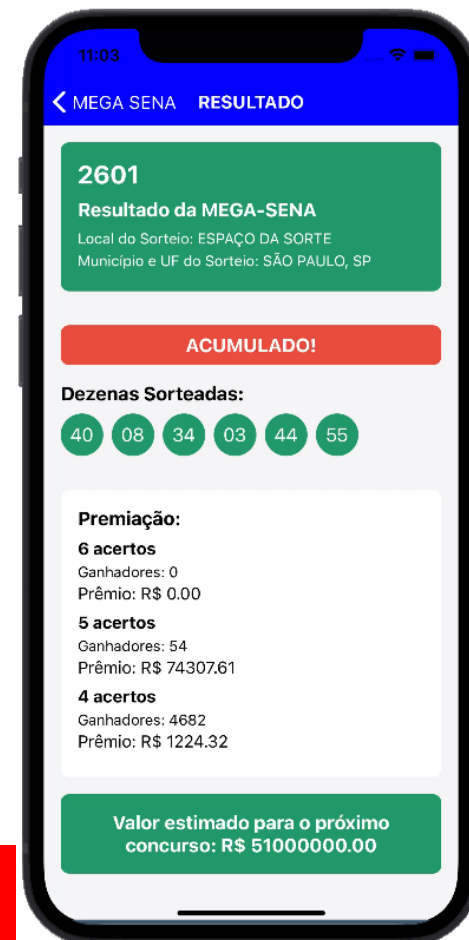 11:03
MEGA SENA RESULTADO
2601
Resultado da MEGA-SENA
Local do Sorteio: ESPAÇO DA SORTE
Município e UF do Sorteio: SÃO PAULO, SP
ACUMULADO!
Dezenas Sorteadas:
40 08 34 03 44 55
Premiação:
6 acertos
Ganhadores: 0
Prêmio: R$ 0.00
5 acertos
Ganhadores: 54
Prêmio: R$ 74307.61
4 acertos
Ganhadores: 4682
Prêmio: R$ 1224.32
Valor estimado para o próximo
concurso: R$ 51000000.00